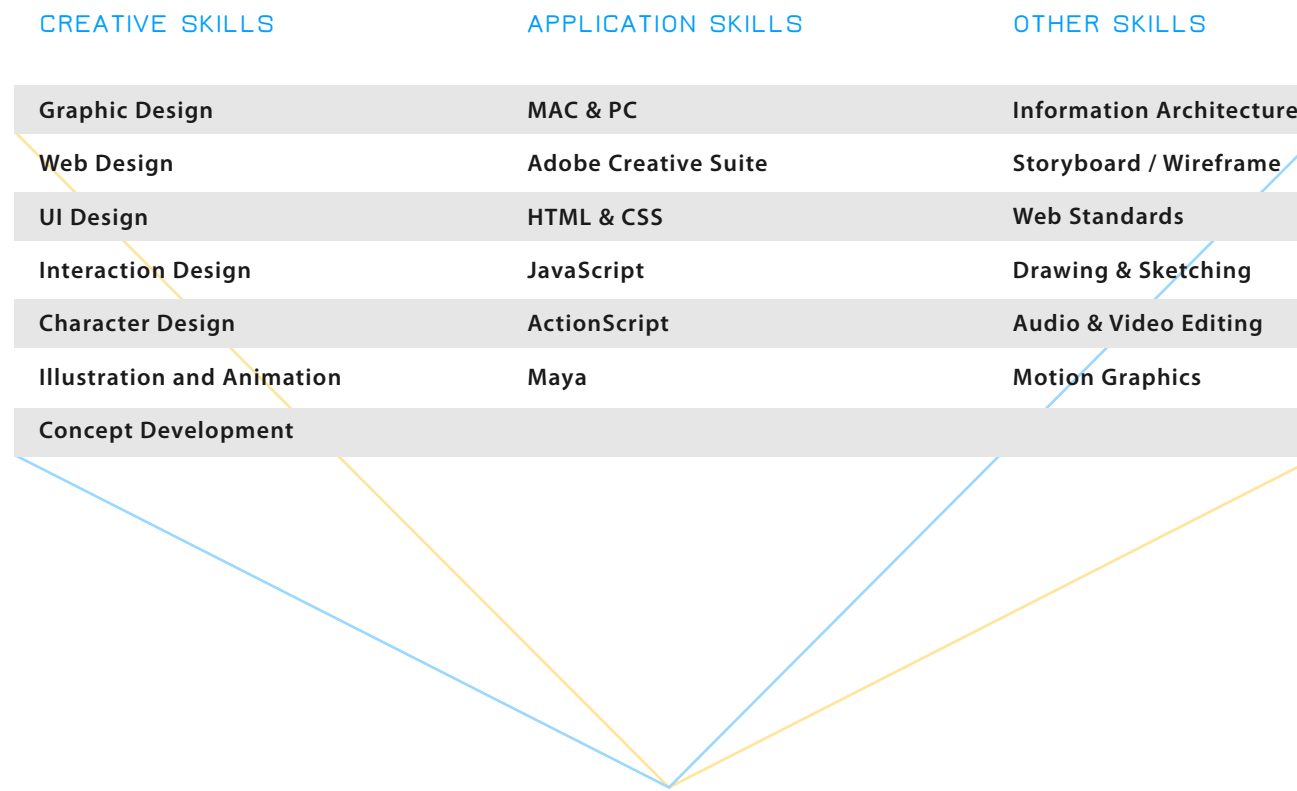 CREATIVE SKILLS APPLICATION SKILLS OTHER SKILLS
Graphic Design MAC & PC Information Architecture
Web Design Adobe Creative Suite Storyboard / Wireframe
UI Design HTML & CSS Web Standards
Interaction Design JavaScript Drawing & Sketching
Character Design ActionScript Audio & Video Editing
Illustration and Animation Maya Motion Graphics
Concept Development